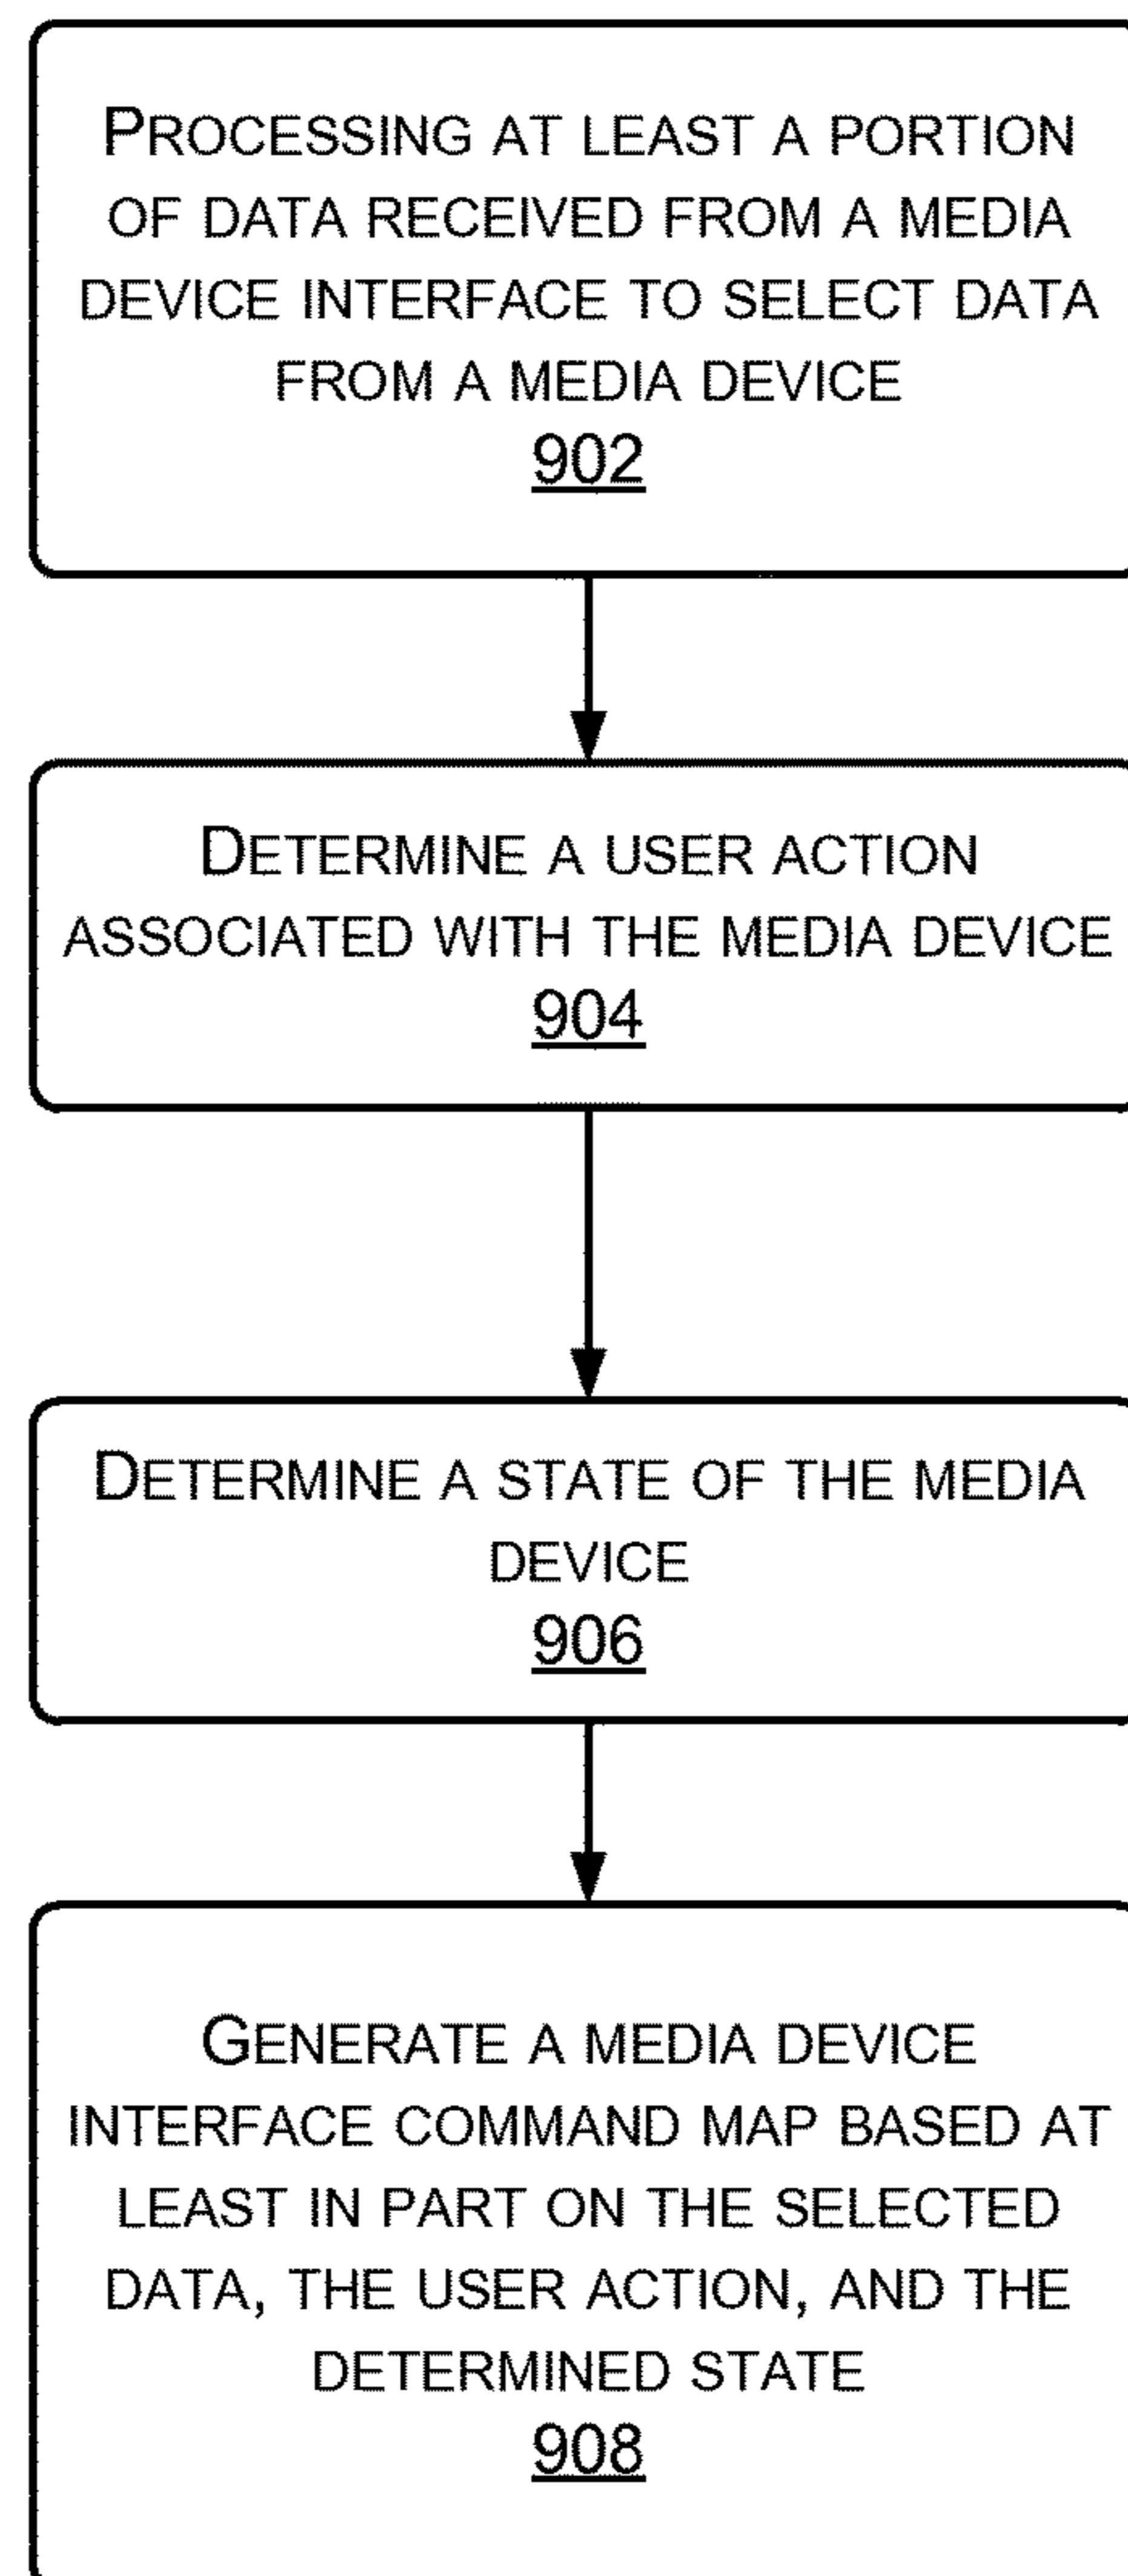 PROCESSING AT LEAST A PORTION
OF DATA RECEIVED FROM A MEDIA
DEVICE INTERFACE TO SELECT DATA
FROM A MEDIA DEVICE
902
DETERMINE A USER ACTION
ASSOCIATED WITH THE MEDIA DEVICE
904
DETERMINE A STATE OF THE MEDIA
DEVICE
906
GENERATE A MEDIA DEVICE
INTERFACE COMMAND MAP BASED AT
LEAST IN PART ON THE SELECTED
DATA, THE USER ACTION, AND THE
DETERMINED STATE
908